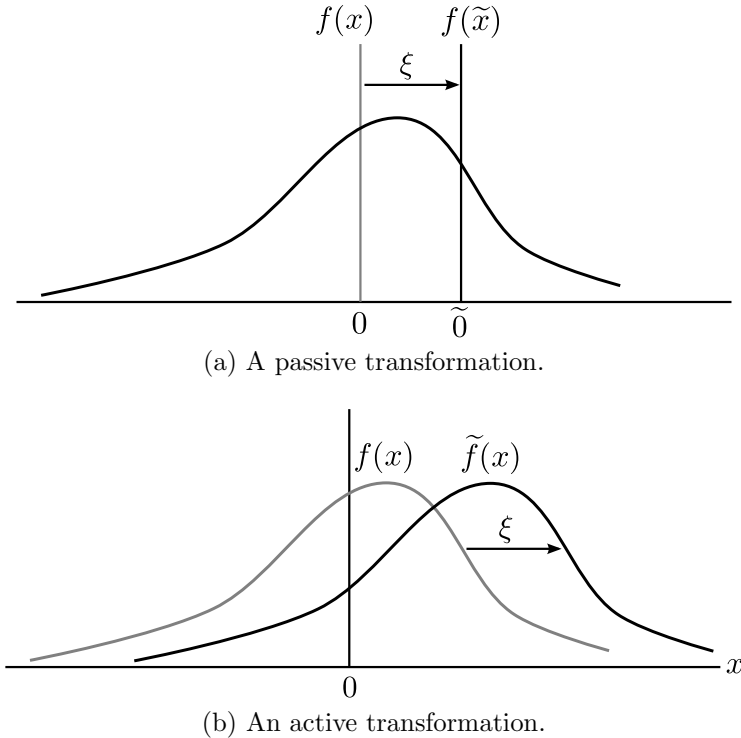 f(x) f(x̃)
ξ
0 0̃
(a) A passive transformation.
f(x) f̃(x)
ξ
x
0
(b) An active transformation.